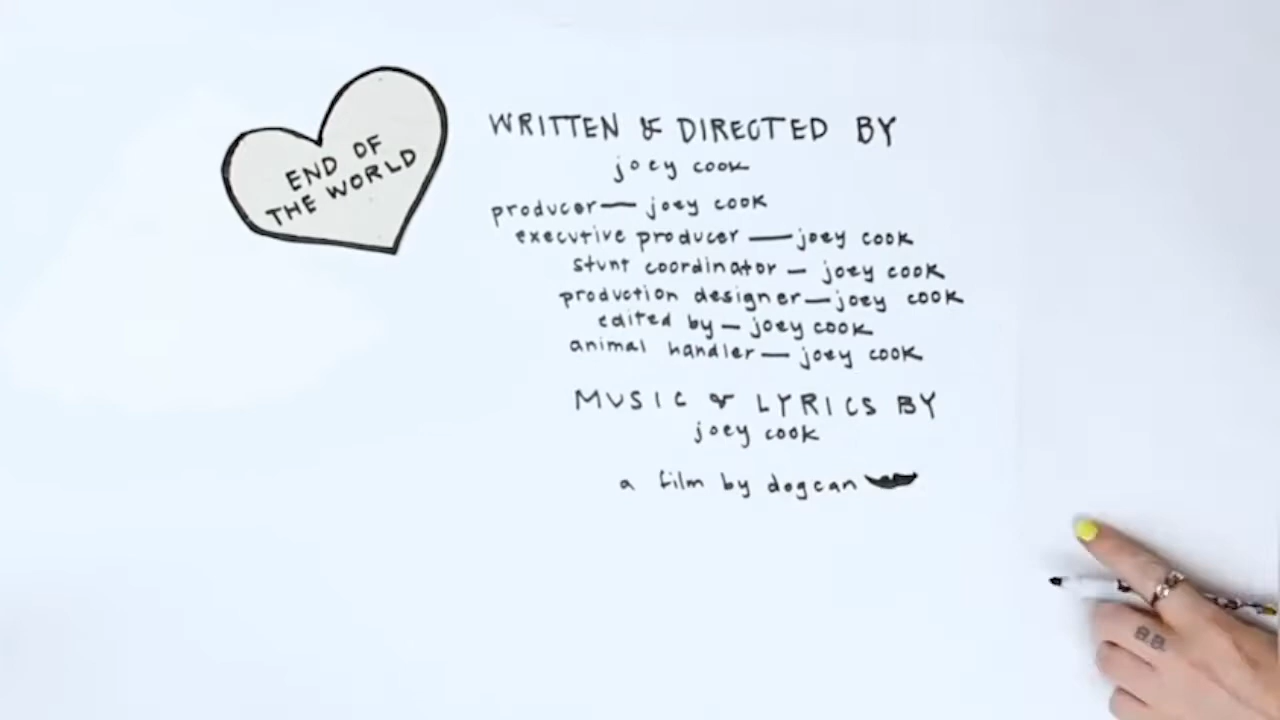 END OF
THE WORLD
WRITTEN & DIRECTED BY
joey cook
producer — joey cook
executive producer — joey cook
stunt coordinator — joey cook
production designer — joey cook
edited by — joey cook
animal handler — joey cook
MUSIC & LYRICS BY
joey cook
a film by dogcan
B.B.